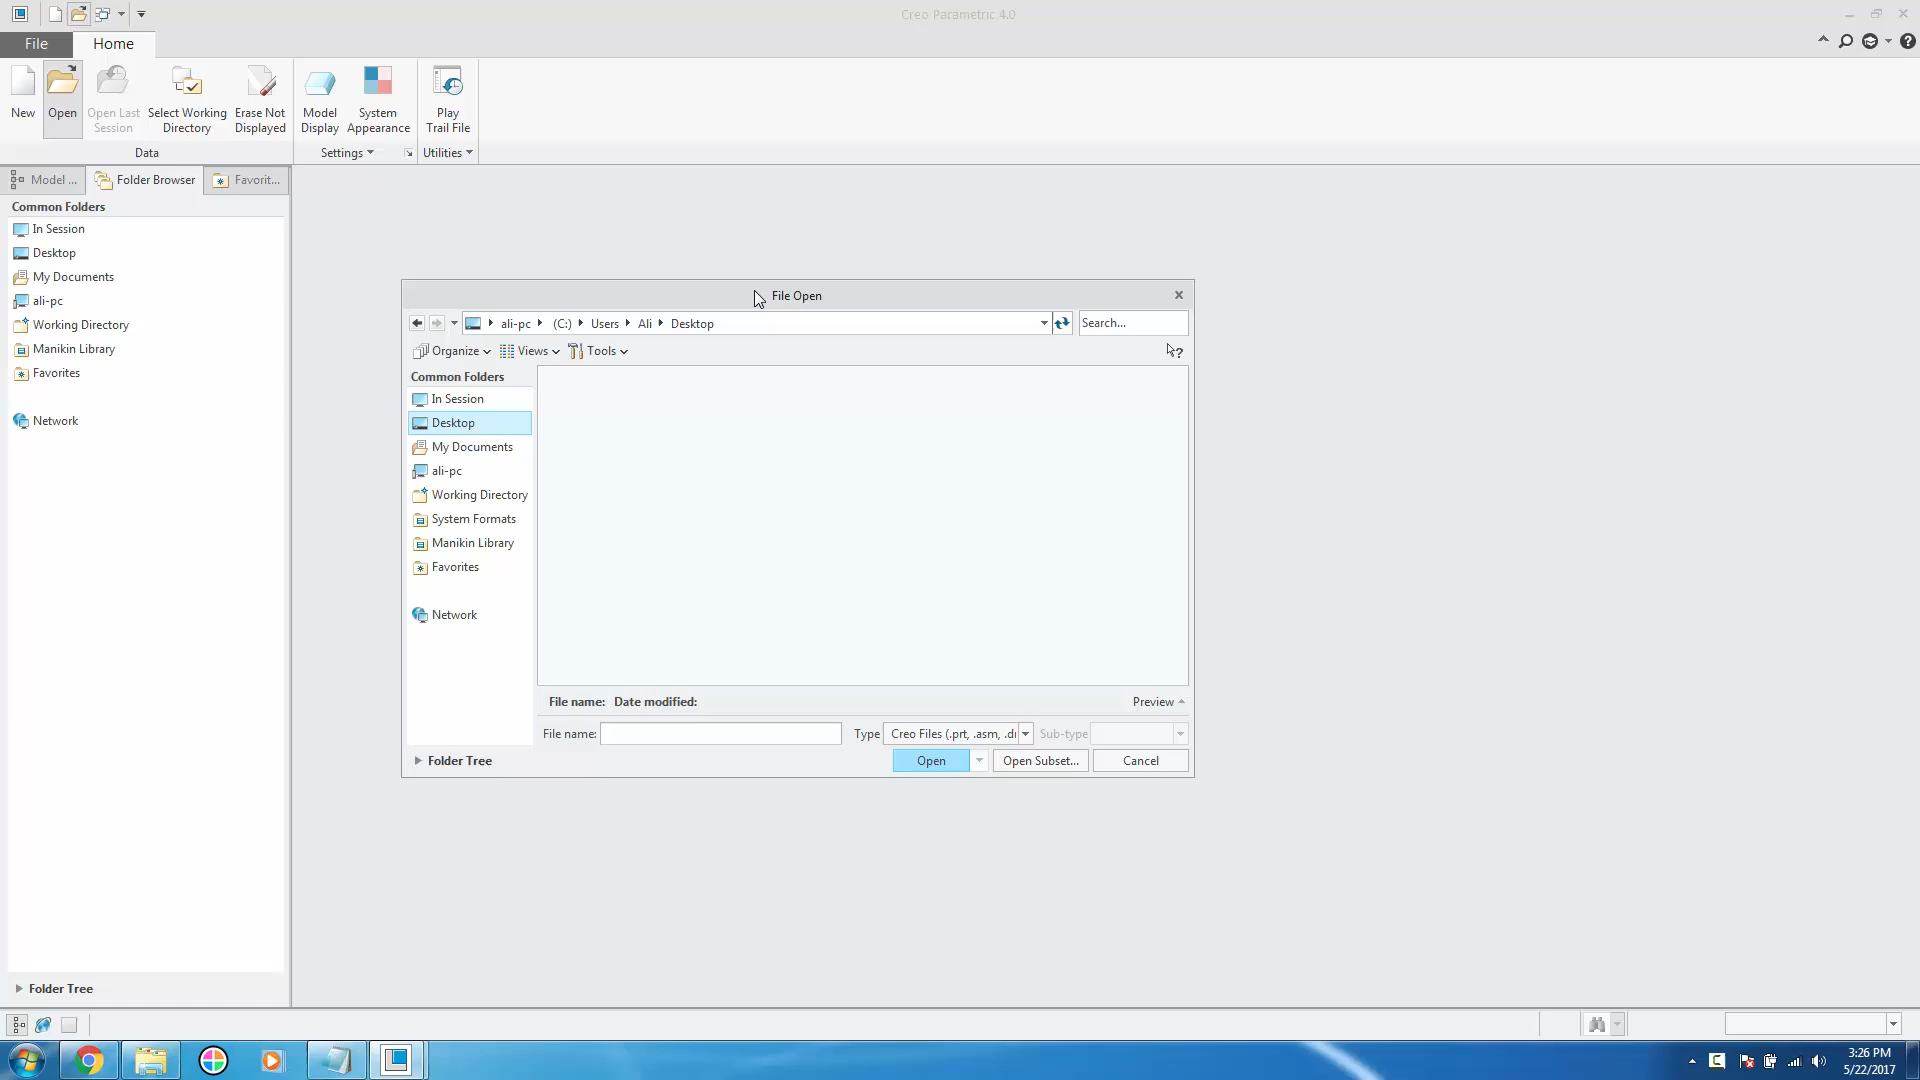 Creo Parametric 4.0
File
Home
New
Open
Open Last Session
Select Working Directory
Erase Not Displayed
Model Display
System Appearance
Play Trail File
Data
Settings
Utilities
Model ...
Folder Browser
Favorit...
Common Folders
In Session
Desktop
My Documents
ali-pc
Working Directory
Manikin Library
Favorites
Network
Folder Tree
File Open
ali-pc
(C:)
Users
Ali
Desktop
Search...
Organize
Views
Tools
Common Folders
In Session
Desktop
My Documents
ali-pc
Working Directory
System Formats
Manikin Library
Favorites
Network
File name: Date modified:
Preview
File name:
Type
Creo Files (.prt, .asm, .d
Sub-type
Folder Tree
Open
Open Subset...
Cancel
3:26 PM
5/22/2017